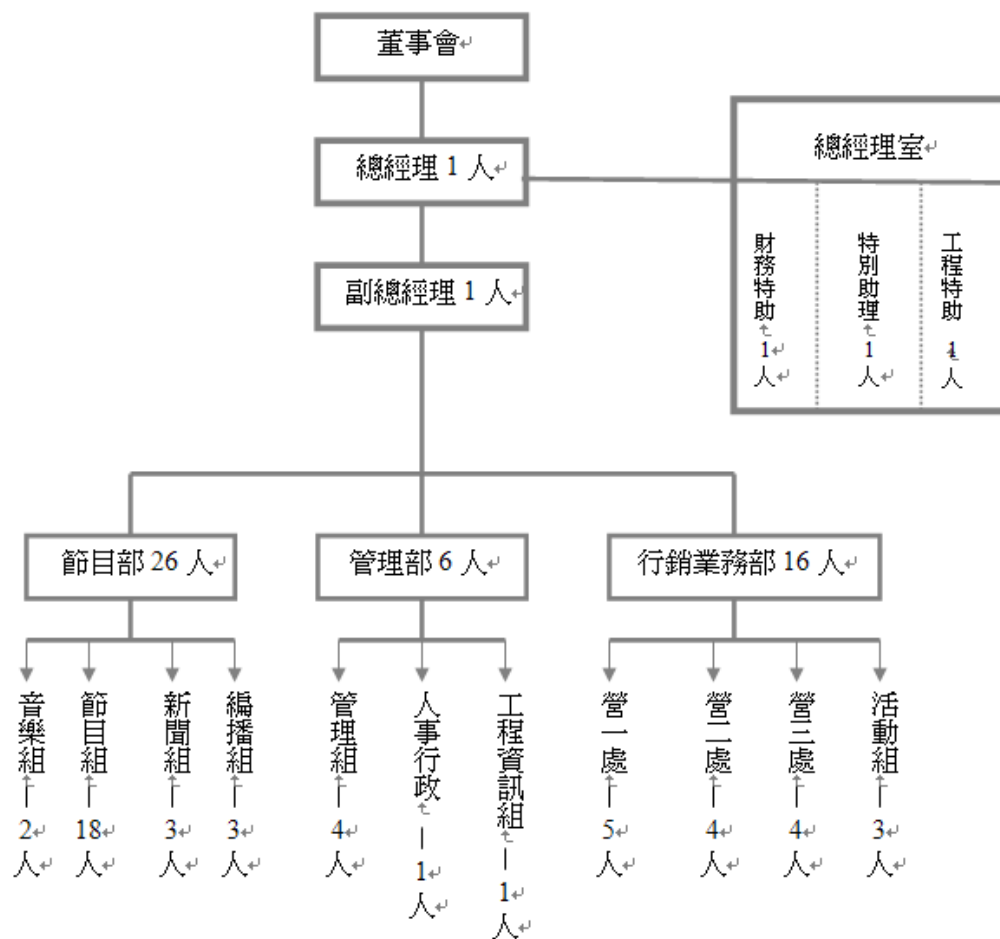 董事會
總經理 1 人
總經理室
財務特助 1 人
特別助理 1 人
工程特助 1 人
副總經理 1 人
節目部 26 人
管理部 6 人
行銷業務部 16 人
音樂組—2 人
節目組—18 人
新聞組—3 人
編播組—3 人
管理組—4 人
人事行政—1 人
工程資訊組—1 人
營一處—5 人
營二處—4 人
營三處—4 人
活動組—3 人